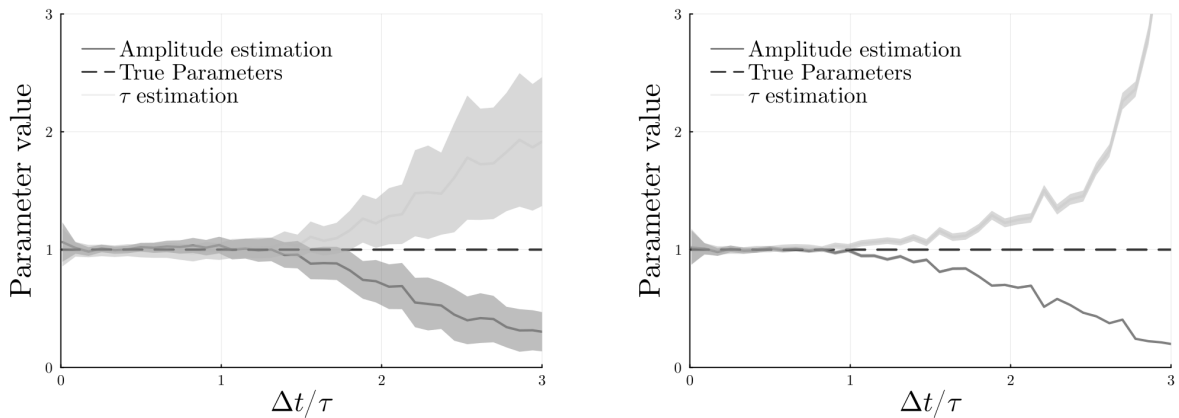 3
2
1
0
0
1
2
3
Parameter value
Amplitude estimation
True Parameters
τ estimation
Δt/τ
3
2
1
0
0
1
2
3
Parameter value
Amplitude estimation
True Parameters
τ estimation
Δt/τ